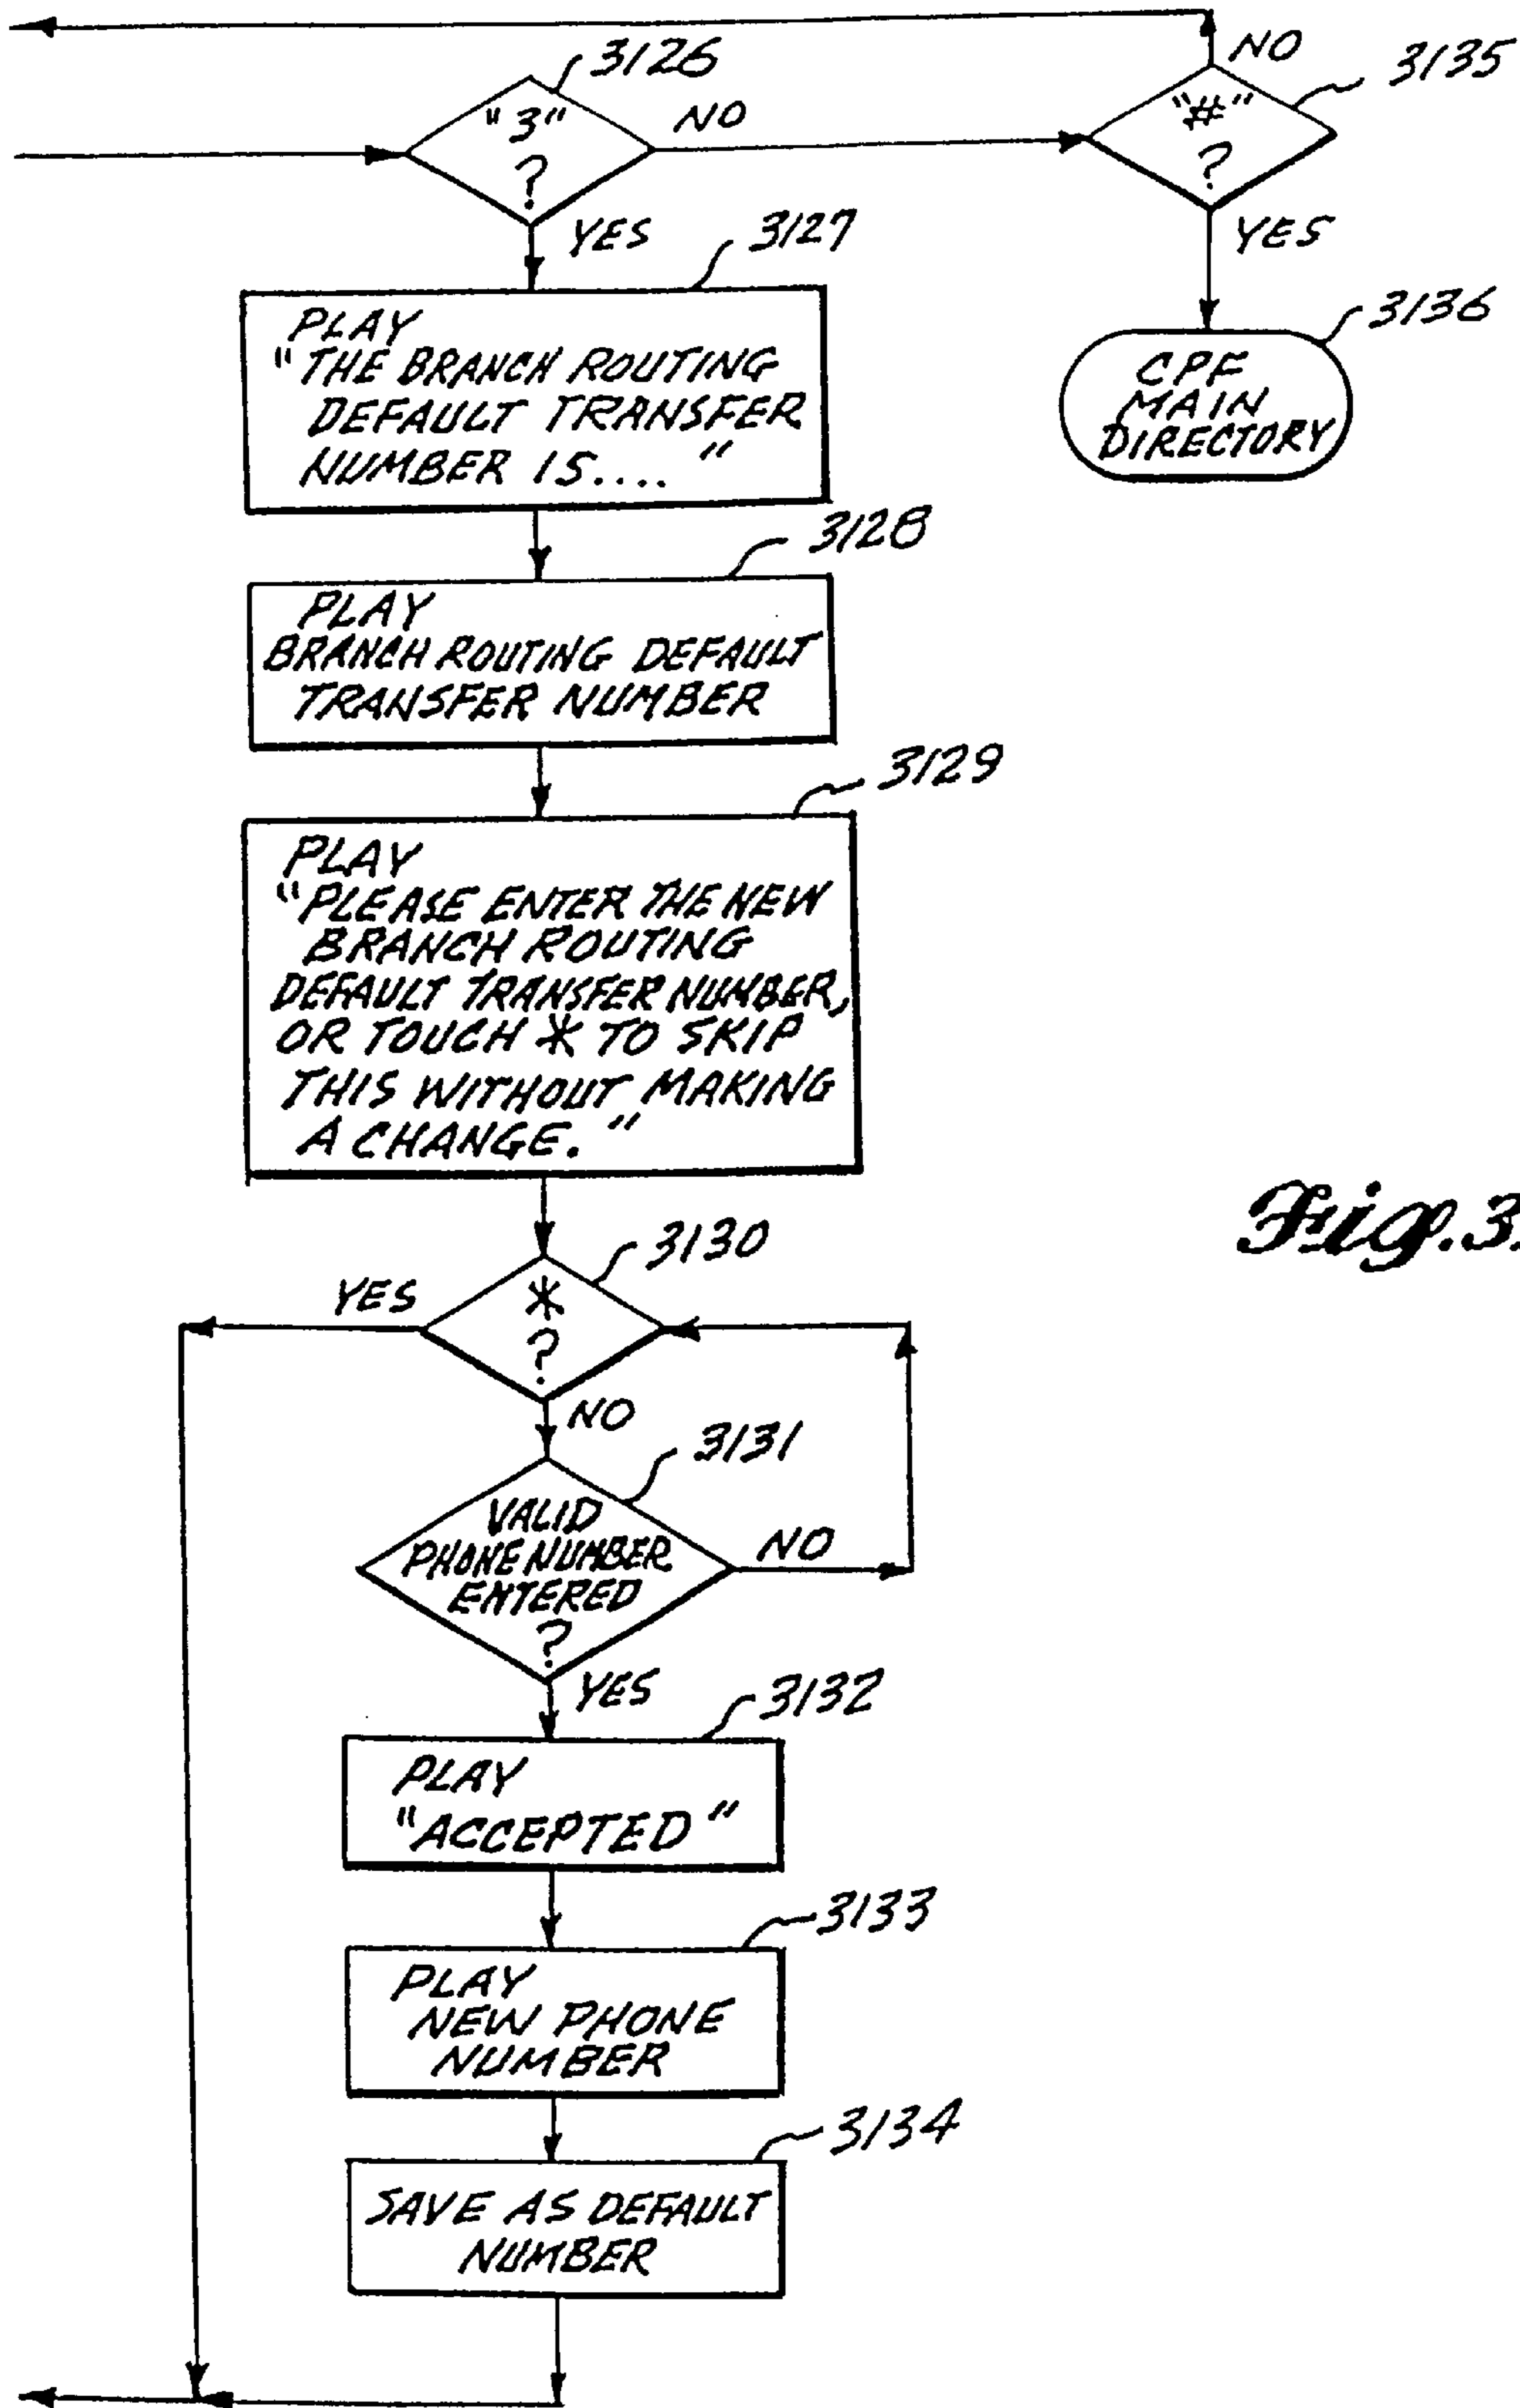 3126
"3"
?
NO
YES
NO
3135
"#"
?
YES
3136
CPF
MAIN
DIRECTORY
3127
PLAY
"THE BRANCH ROUTING
DEFAULT TRANSFER
NUMBER IS...."
3128
PLAY
BRANCH ROUTING DEFAULT
TRANSFER NUMBER
3129
PLAY
"PLEASE ENTER THE NEW
BRANCH ROUTING
DEFAULT TRANSFER NUMBER,
OR TOUCH * TO SKIP
THIS WITHOUT MAKING
A CHANGE."
Fig.3
3130
YES
*
?
NO
3131
VALID
PHONE NUMBER
ENTERED
?
NO
YES
3132
PLAY
"ACCEPTED"
3133
PLAY
NEW PHONE
NUMBER
3134
SAVE AS DEFAULT
NUMBER